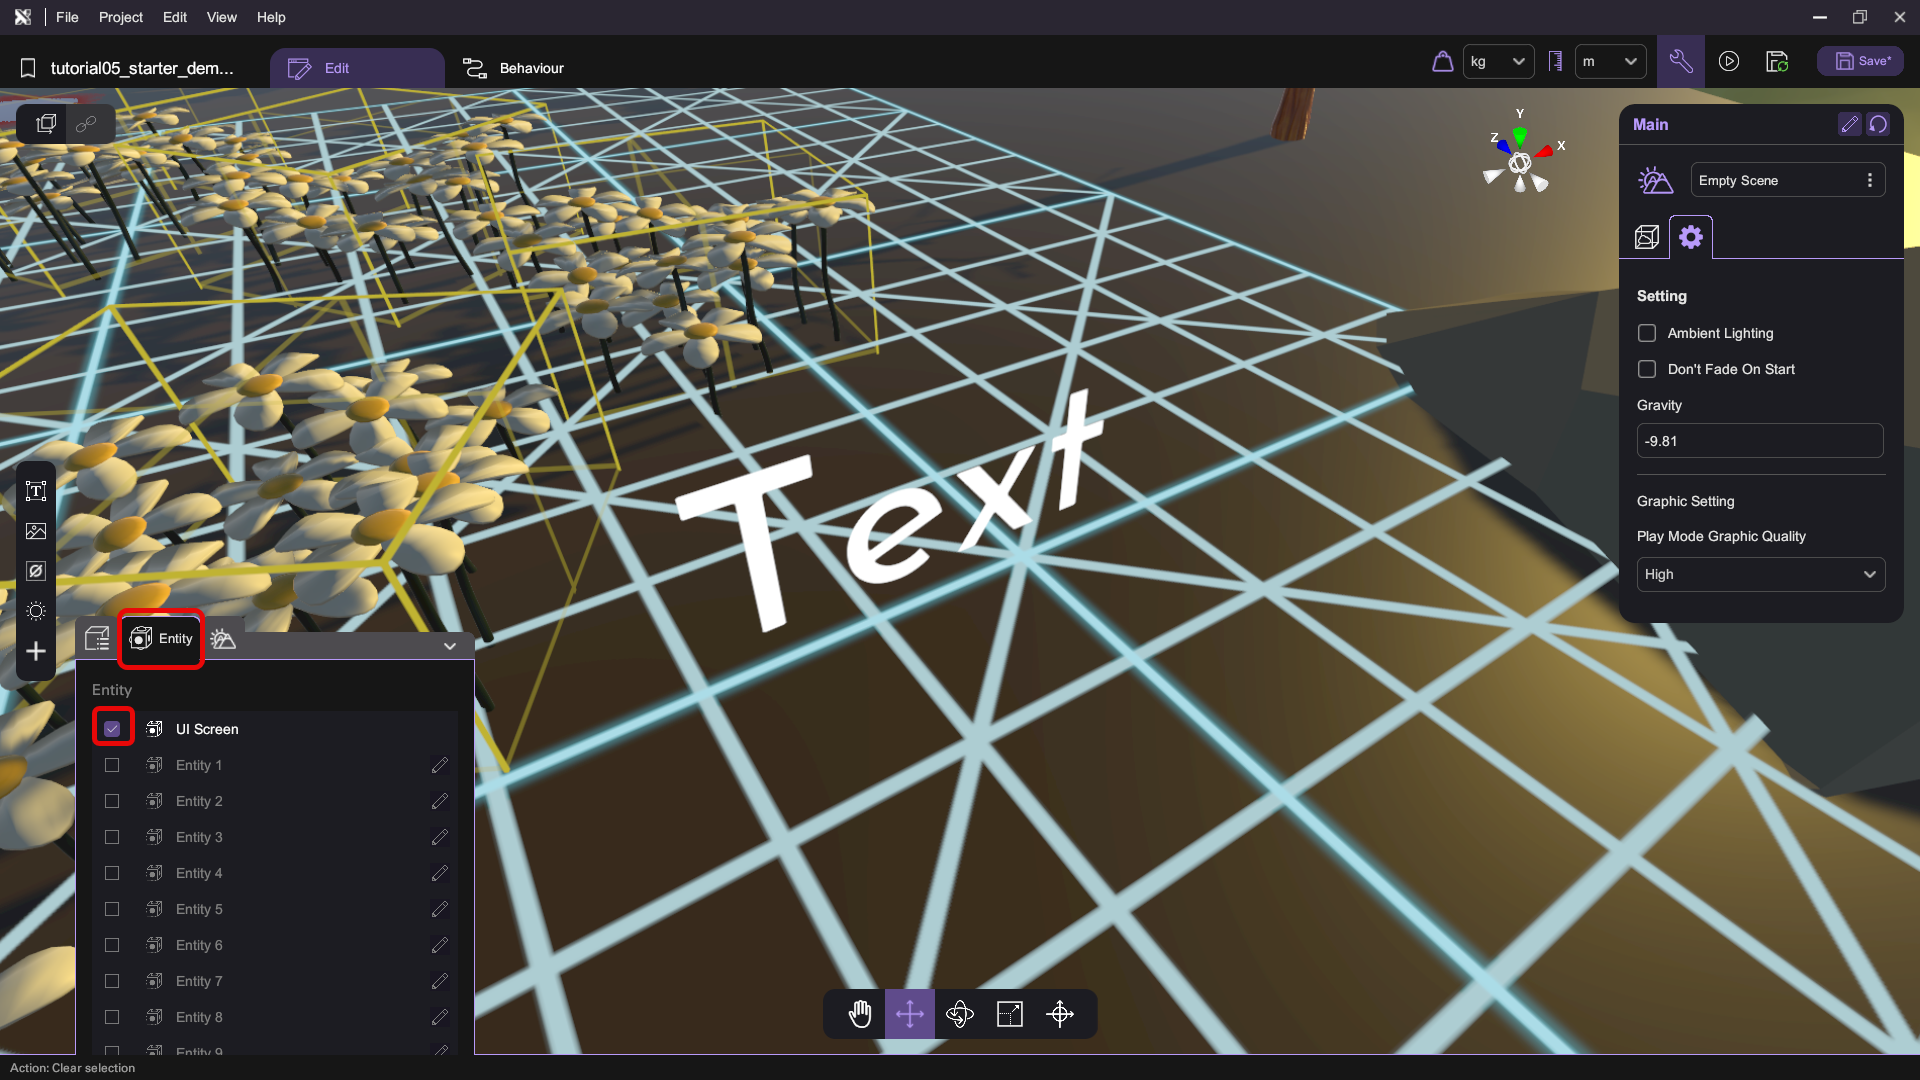 File Project Edit View Help
tutorial05_starter_dem... Edit Behaviour kg m Save*
Y
Z X
Main
Empty Scene
Setting
Ambient Lighting
Don't Fade On Start
Gravity
-9.81
Graphic Setting
Play Mode Graphic Quality
High
Text
Entity
Entity
UI Screen
Entity 1
Entity 2
Entity 3
Entity 4
Entity 5
Entity 6
Entity 7
Entity 8
Entity 9
Action: Clear selection